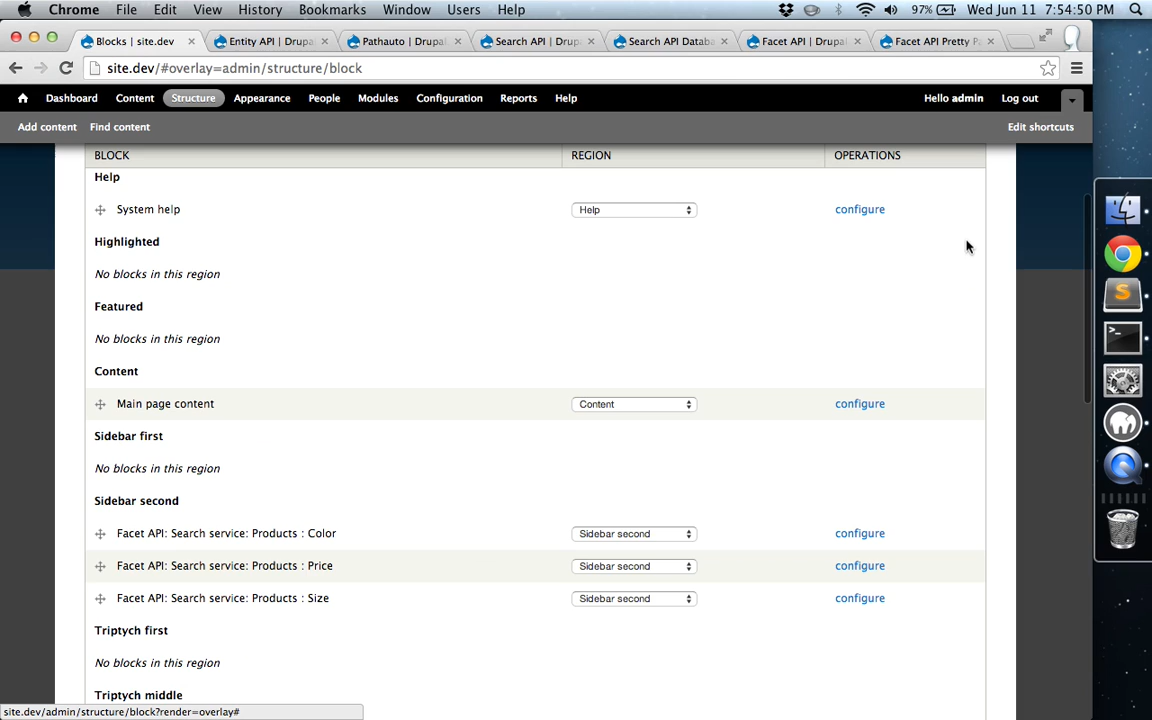 Chrome File Edit View History Bookmarks Window Users Help 97% Wed Jun 11 7:54:50 PM
Blocks | site.dev Entity API | Drupa Pathauto | Drupal. Search API | Drup Search API Databa Facet API | Drupal Facet API Pretty P
site.dev/#overlay=admin/structure/block
Dashboard Content Structure Appearance People Modules Configuration Reports Help Hello admin Log out
Add content Find content Edit shortcuts
BLOCK REGION OPERATIONS
Help
System help Help configure
Highlighted
No blocks in this region
Featured
No blocks in this region
Content
Main page content Content configure
Sidebar first
No blocks in this region
Sidebar second
Facet API: Search service: Products : Color Sidebar second configure
Facet API: Search service: Products : Price Sidebar second configure
Facet API: Search service: Products : Size Sidebar second configure
Triptych first
No blocks in this region
Triptych middle
site.dev/admin/structure/block?render=overlay#